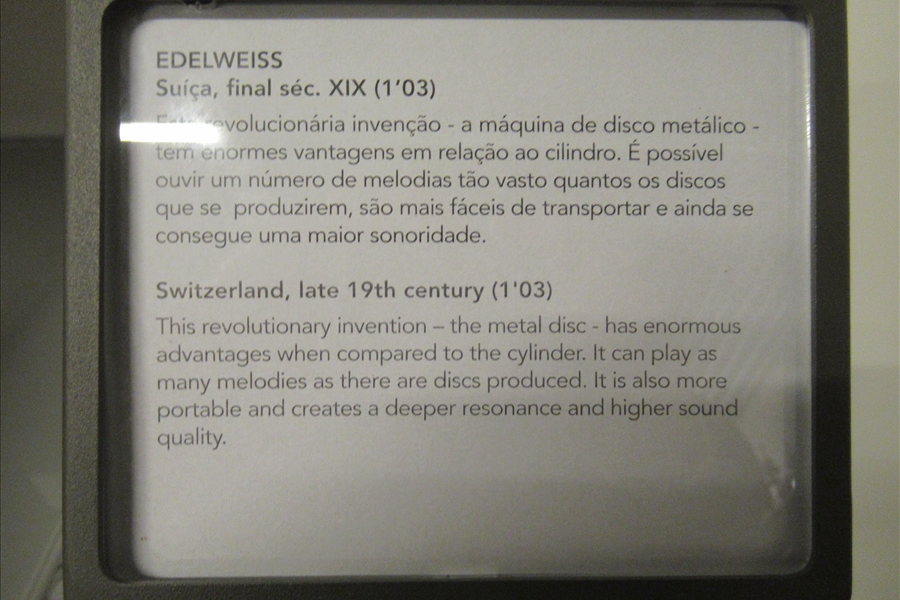 EDELWEISS
Suíça, final séc. XIX (1'03)
Esta revolucionária invenção - a máquina de disco metálico -
tem enormes vantagens em relação ao cilindro. É possível
ouvir um número de melodias tão vasto quantos os discos
que se produzirem, são mais fáceis de transportar e ainda se
consegue uma maior sonoridade.
Switzerland, late 19th century (1'03)
This revolutionary invention – the metal disc - has enormous
advantages when compared to the cylinder. It can play as
many melodies as there are discs produced. It is also more
portable and creates a deeper resonance and higher sound
quality.